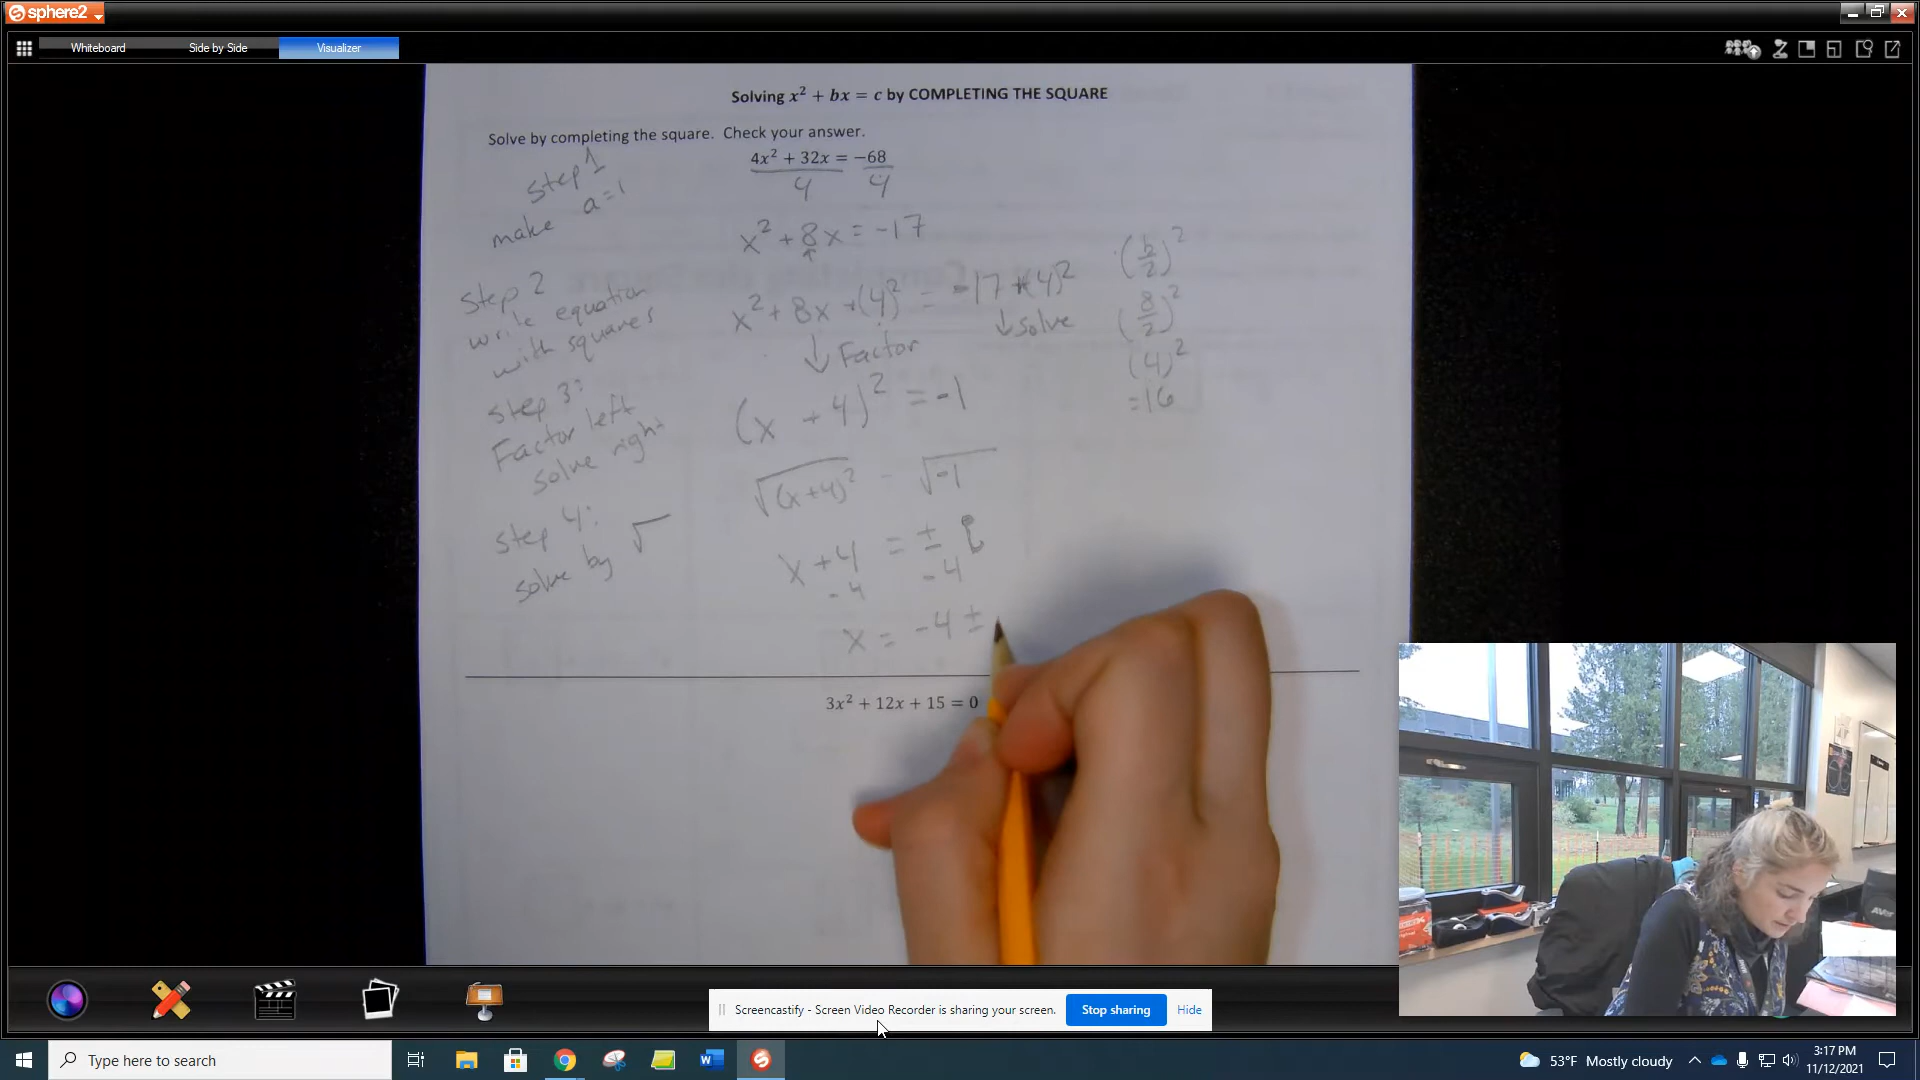 sphere2
Whiteboard Side by Side Visualizer
Solving x² + bx = c by COMPLETING THE SQUARE
Solve by completing the square. Check your answer.
4x² + 32x = -68
4 4
Step 1
make a=1
x² + 8x = -17
Step 2
write equation
with squares
x² + 8x + (4)² = -17 + (4)²
↓ Factor ↓ solve
(b/2)²
(8/2)²
(4)²
=16
Step 3:
Factor left
solve right
(x + 4)² = -1
√(x+4)² = √-1
Step 4:
solve by √
x + 4 = ± i
-4 -4
x = -4 ±
3x² + 12x + 15 = 0
Screencastify - Screen Video Recorder is sharing your screen. Stop sharing Hide
Type here to search
53°F Mostly cloudy
3:17 PM
11/12/2021